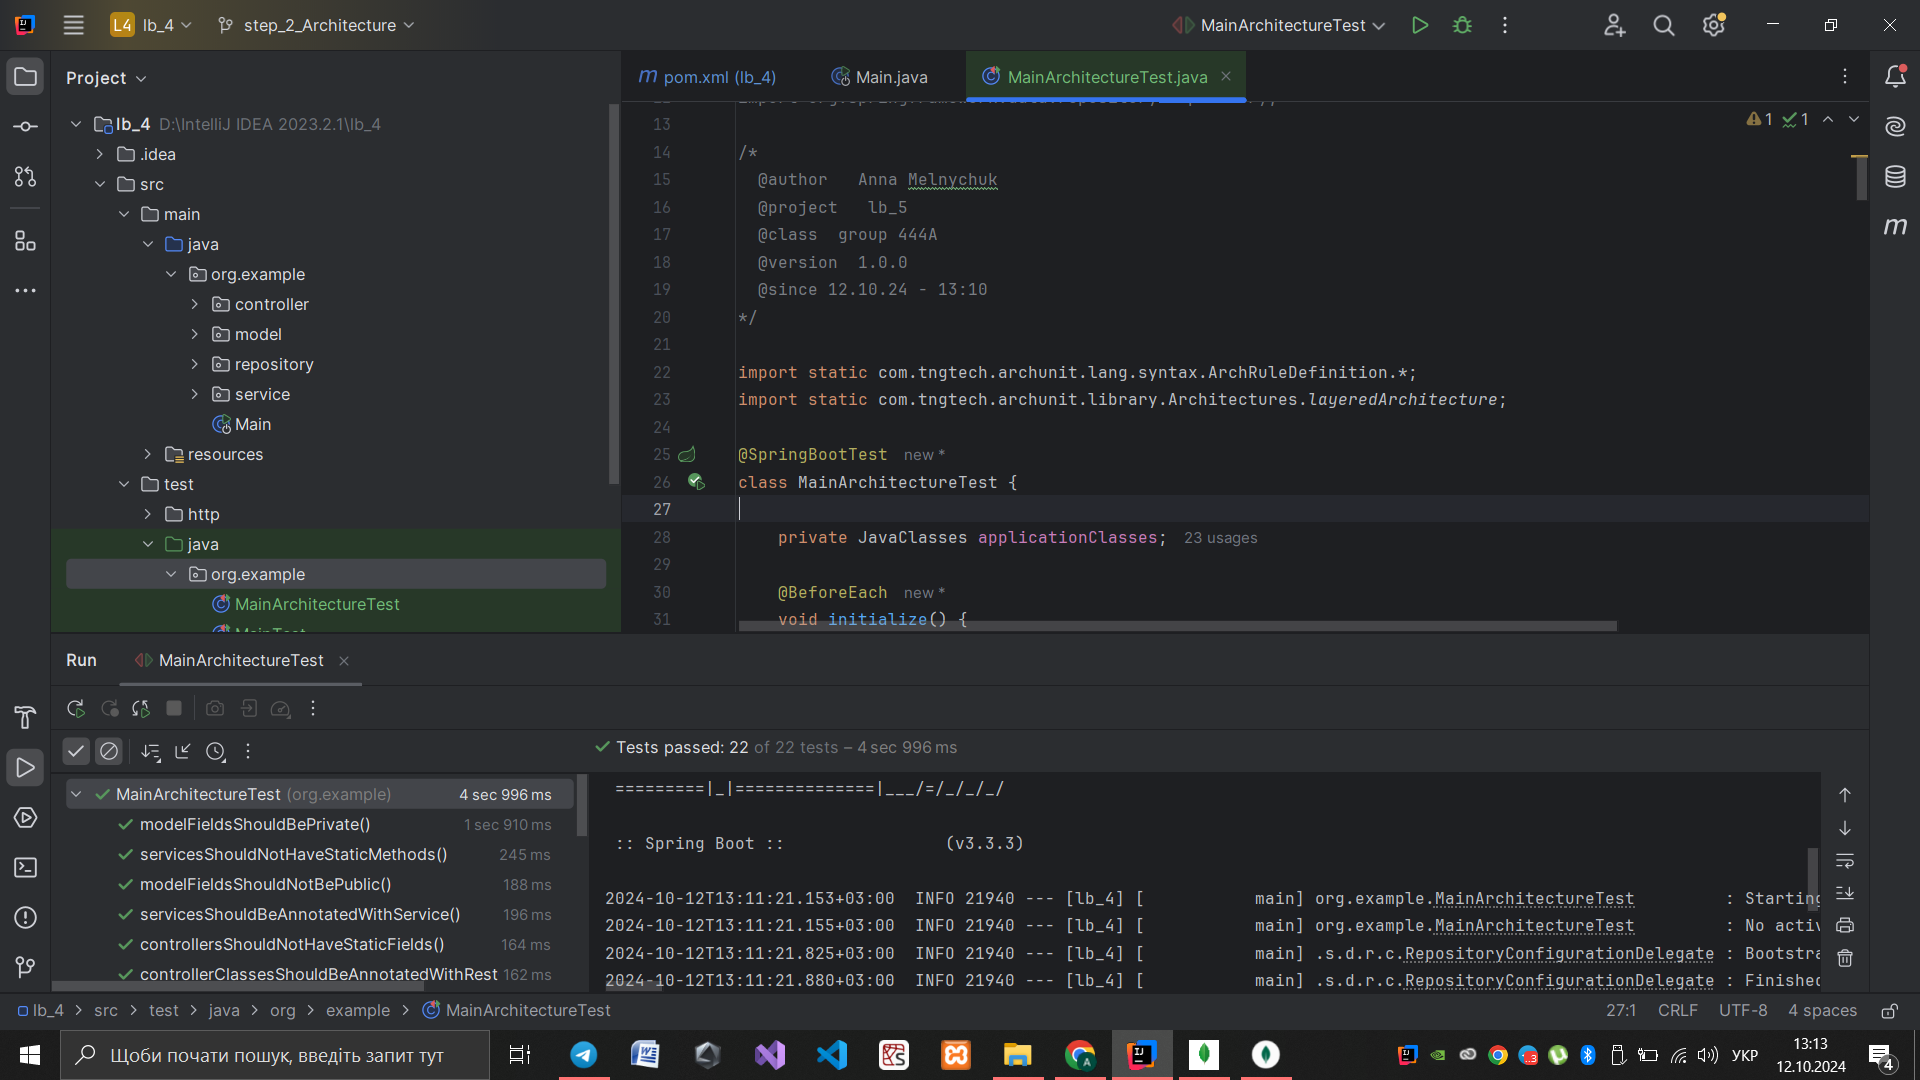 L4 lb_4 step_2_Architecture MainArchitectureTest
Project
lb_4 D:\IntelliJ IDEA 2023.2.1\lb_4
.idea
src
main
java
org.example
controller
model
repository
service
Main
resources
test
http
java
org.example
MainArchitectureTest
MainTest
m pom.xml (lb_4) Main.java MainArchitectureTest.java
1 1
13
14 /*
15 @author Anna Melnychuk
16 @project lb_5
17 @class group 444A
18 @version 1.0.0
19 @since 12.10.24 - 13:10
20 */
21
22 import static com.tngtech.archunit.lang.syntax.ArchRuleDefinition.*;
23 import static com.tngtech.archunit.library.Architectures.layeredArchitecture;
24
25 @SpringBootTest new *
26 class MainArchitectureTest {
27
28 private JavaClasses applicationClasses; 23 usages
29
30 @BeforeEach new *
31 void initialize() {
Run MainArchitectureTest
Tests passed: 22 of 22 tests – 4 sec 996 ms
MainArchitectureTest (org.example) 4 sec 996 ms
modelFieldsShouldBePrivate() 1 sec 910 ms
servicesShouldNotHaveStaticMethods() 245 ms
modelFieldsShouldNotBePublic() 188 ms
servicesShouldBeAnnotatedWithService() 196 ms
controllersShouldNotHaveStaticFields() 164 ms
controllerClassesShouldBeAnnotatedWithRest 162 ms
=========|_|==============|___/=/_/_/_/
:: Spring Boot :: (v3.3.3)
2024-10-12T13:11:21.153+03:00 INFO 21940 --- [lb_4] [ main] org.example.MainArchitectureTest : Starting
2024-10-12T13:11:21.155+03:00 INFO 21940 --- [lb_4] [ main] org.example.MainArchitectureTest : No activ
2024-10-12T13:11:21.825+03:00 INFO 21940 --- [lb_4] [ main] .s.d.r.c.RepositoryConfigurationDelegate : Bootstra
2024-10-12T13:11:21.880+03:00 INFO 21940 --- [lb_4] [ main] .s.d.r.c.RepositoryConfigurationDelegate : Finished
lb_4 > src > test > java > org > example > MainArchitectureTest 27:1 CRLF UTF-8 4 spaces
Щоби почати пошук, введіть запит тут
УКР
13:13
12.10.2024
4